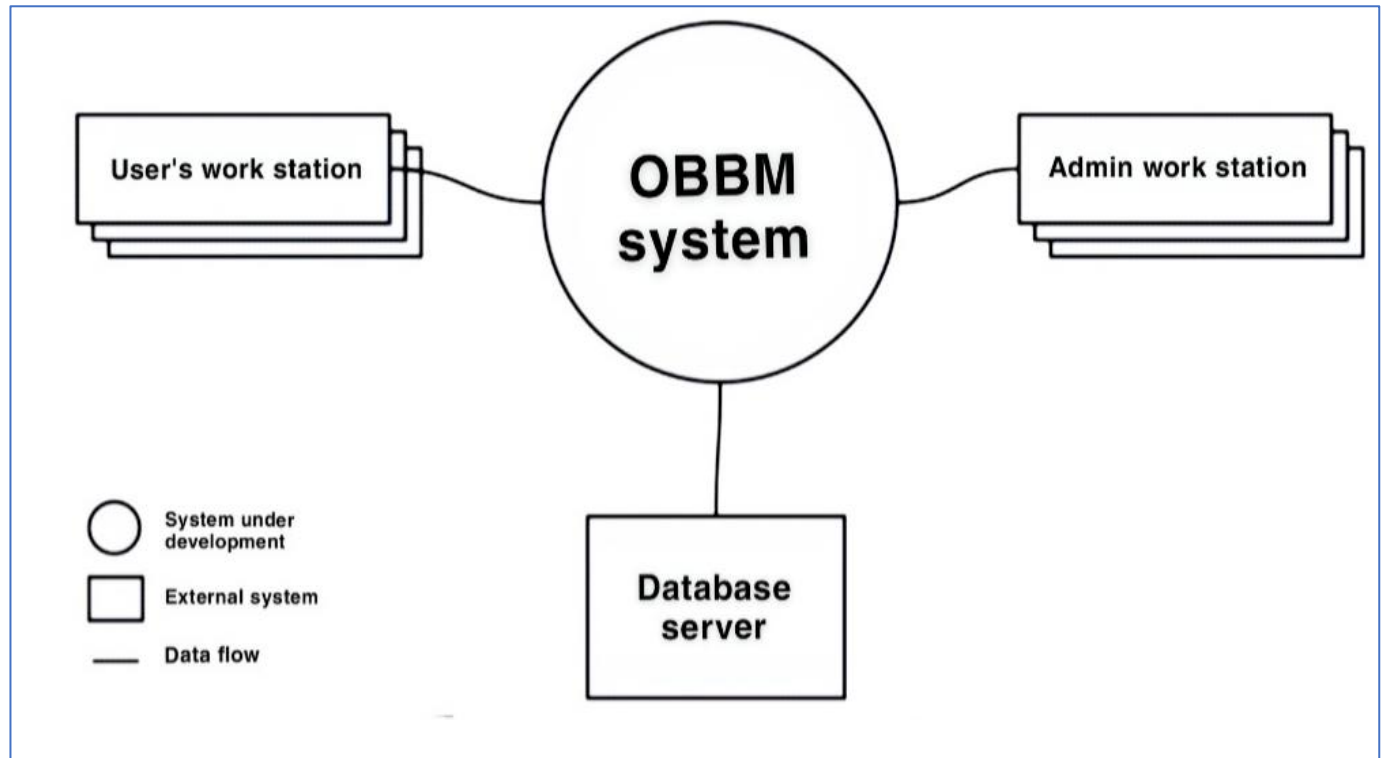 User's work station
OBBM
system
Admin work station
Database
server
System under
development
External system
Data flow